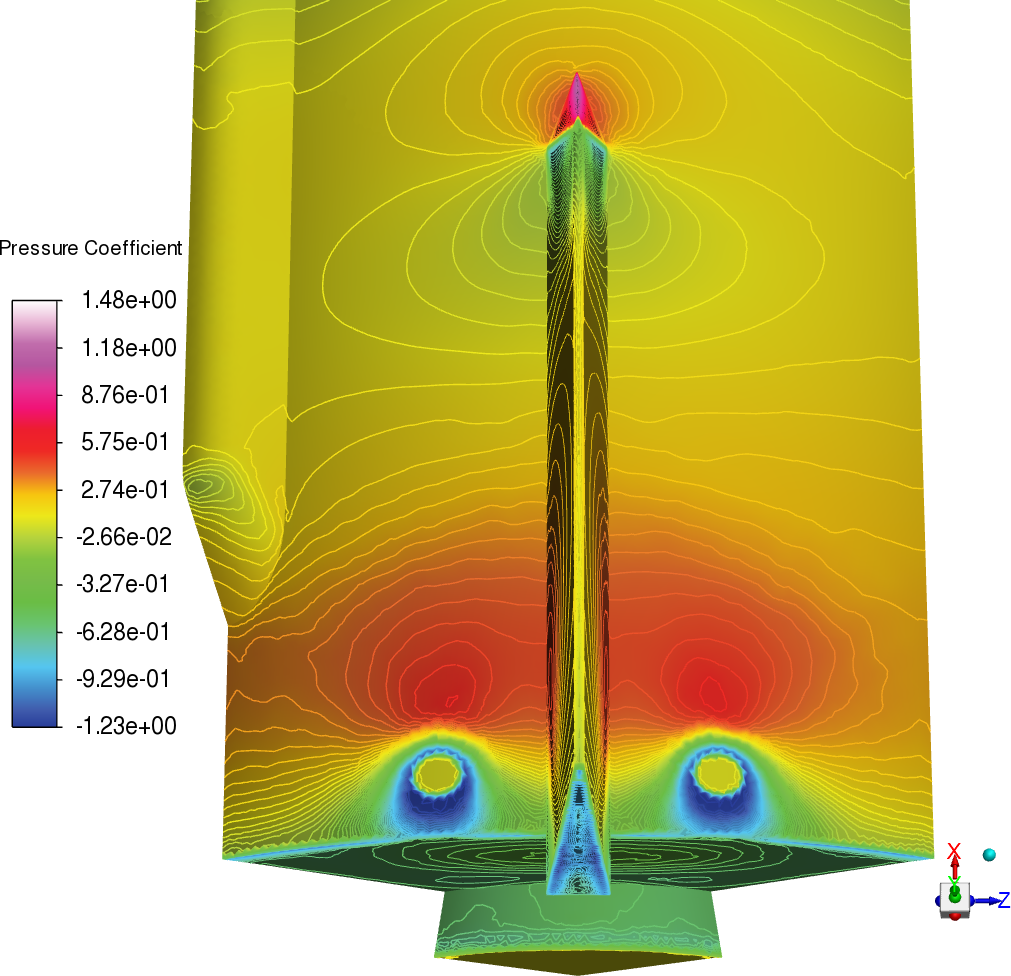 Pressure Coefficient
1.48e+00
1.18e+00
8.76e-01
5.75e-01
2.74e-01
-2.66e-02
-3.27e-01
-6.28e-01
-9.29e-01
-1.23e+00
X
Y
Z